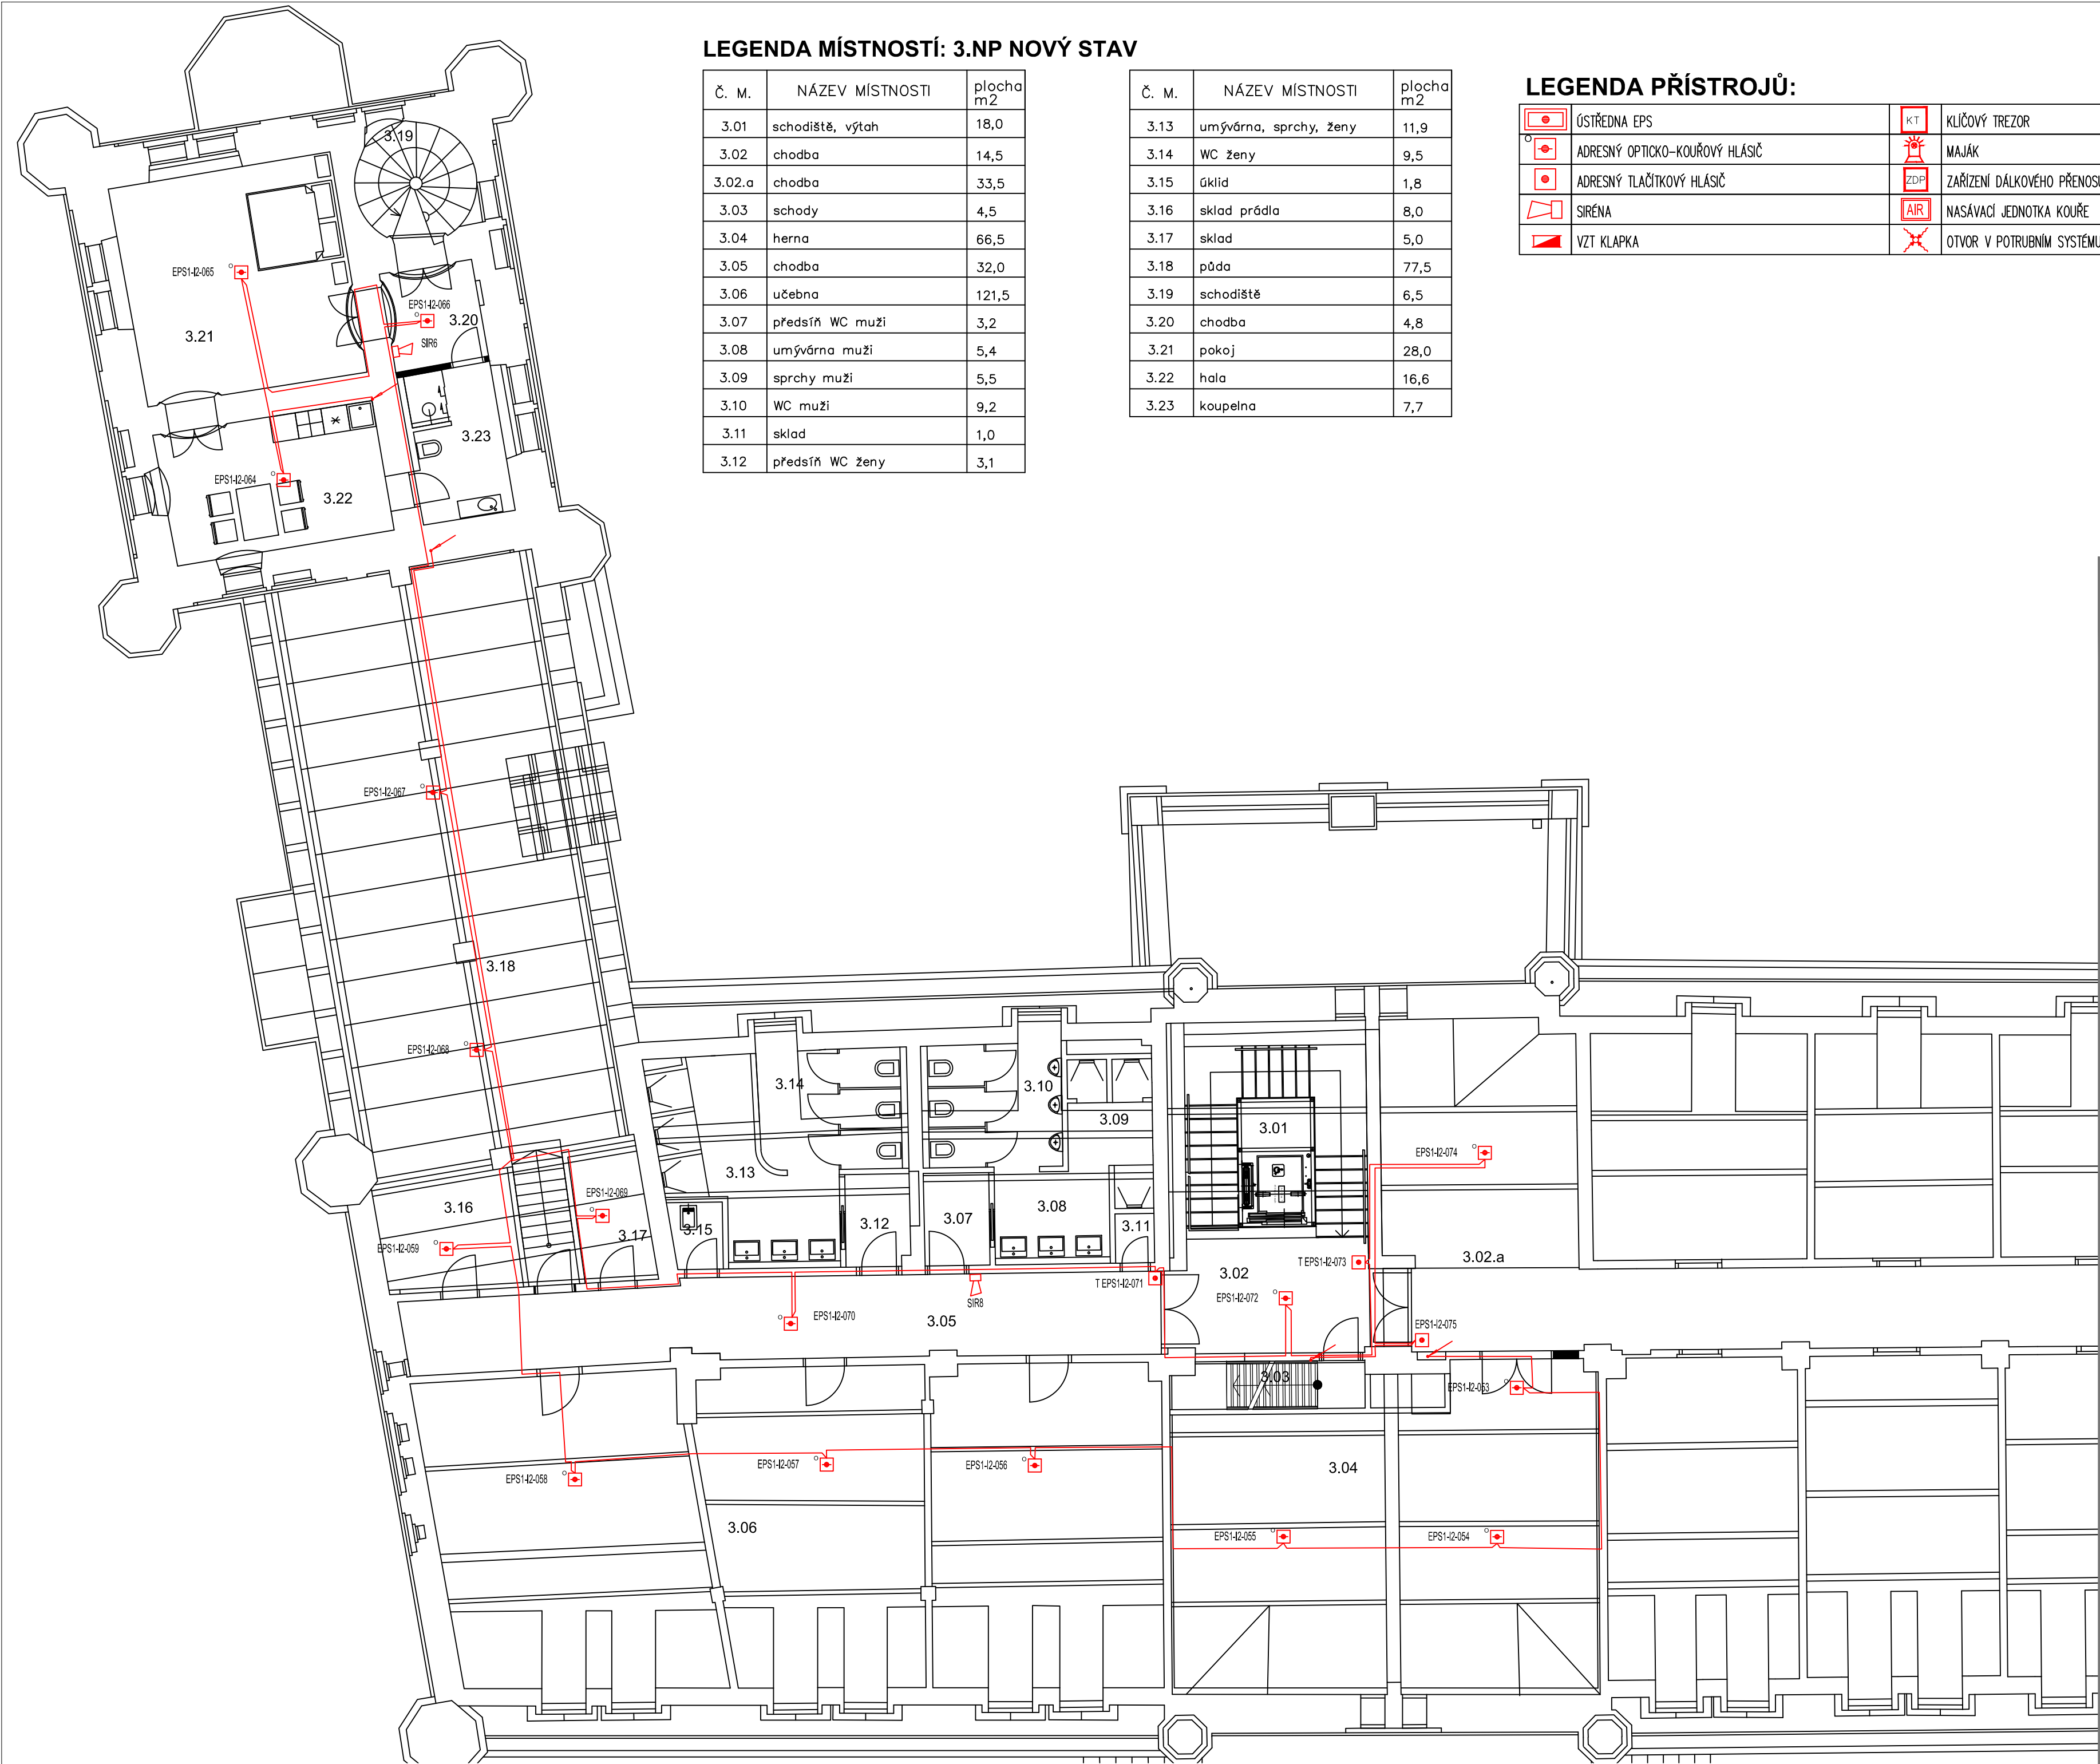 LEGENDA MÍSTNOSTÍ: 3.NP NOVÝ STAV
Č. M. NÁZEV MÍSTNOSTI plocha m2
3.01 schodiště, výtah 18,0
3.02 chodba 14,5
3.02.a chodba 33,5
3.03 schody 4,5
3.04 herna 66,5
3.05 chodba 32,0
3.06 učebna 121,5
3.07 předsíň WC muži 3,2
3.08 umývárna muži 5,4
3.09 sprchy muži 5,5
3.10 WC muži 9,2
3.11 sklad 1,0
3.12 předsíň WC ženy 3,1
Č. M. NÁZEV MÍSTNOSTI plocha m2
3.13 umývárna, sprchy, ženy 11,9
3.14 WC ženy 9,5
3.15 úklid 1,8
3.16 sklad prádla 8,0
3.17 sklad 5,0
3.18 půda 77,5
3.19 schodiště 6,5
3.20 chodba 4,8
3.21 pokoj 28,0
3.22 hala 16,6
3.23 koupelna 7,7
LEGENDA PŘÍSTROJŮ:
ÚSTŘEDNA EPS
KT KLÍČOVÝ TREZOR
ADRESNÝ OPTICKO-KOUŘOVÝ HLÁSIČ
MAJÁK
ADRESNÝ TLAČÍTKOVÝ HLÁSIČ
ZDP ZAŘÍZENÍ DÁLKOVÉHO PŘENOSU
SIRÉNA
AIR NASÁVACÍ JEDNOTKA KOUŘE
VZT KLAPKA
OTVOR V POTRUBNÍM SYSTÉMU
3.19
EPS1-I2-065
EPS1-I2-066
3.20
3.21
SIR6
3.23
EPS1-I2-064
3.22
EPS1-I2-067
3.18
EPS1-I2-068
3.14
3.10
3.09
3.01
3.13
EPS1-I2-074
EPS1-I2-069
3.16
3.17
3.15
3.12
3.07
3.08
3.11
EPS1-I2-059
3.02
T EPS1-I2-073
3.02.a
T EPS1-I2-071
EPS1-I2-072
SIR8
EPS1-I2-070
3.05
EPS1-I2-075
3.03
EPS1-I2-053
EPS1-I2-058
EPS1-I2-057
EPS1-I2-056
3.04
3.06
EPS1-I2-055
EPS1-I2-054